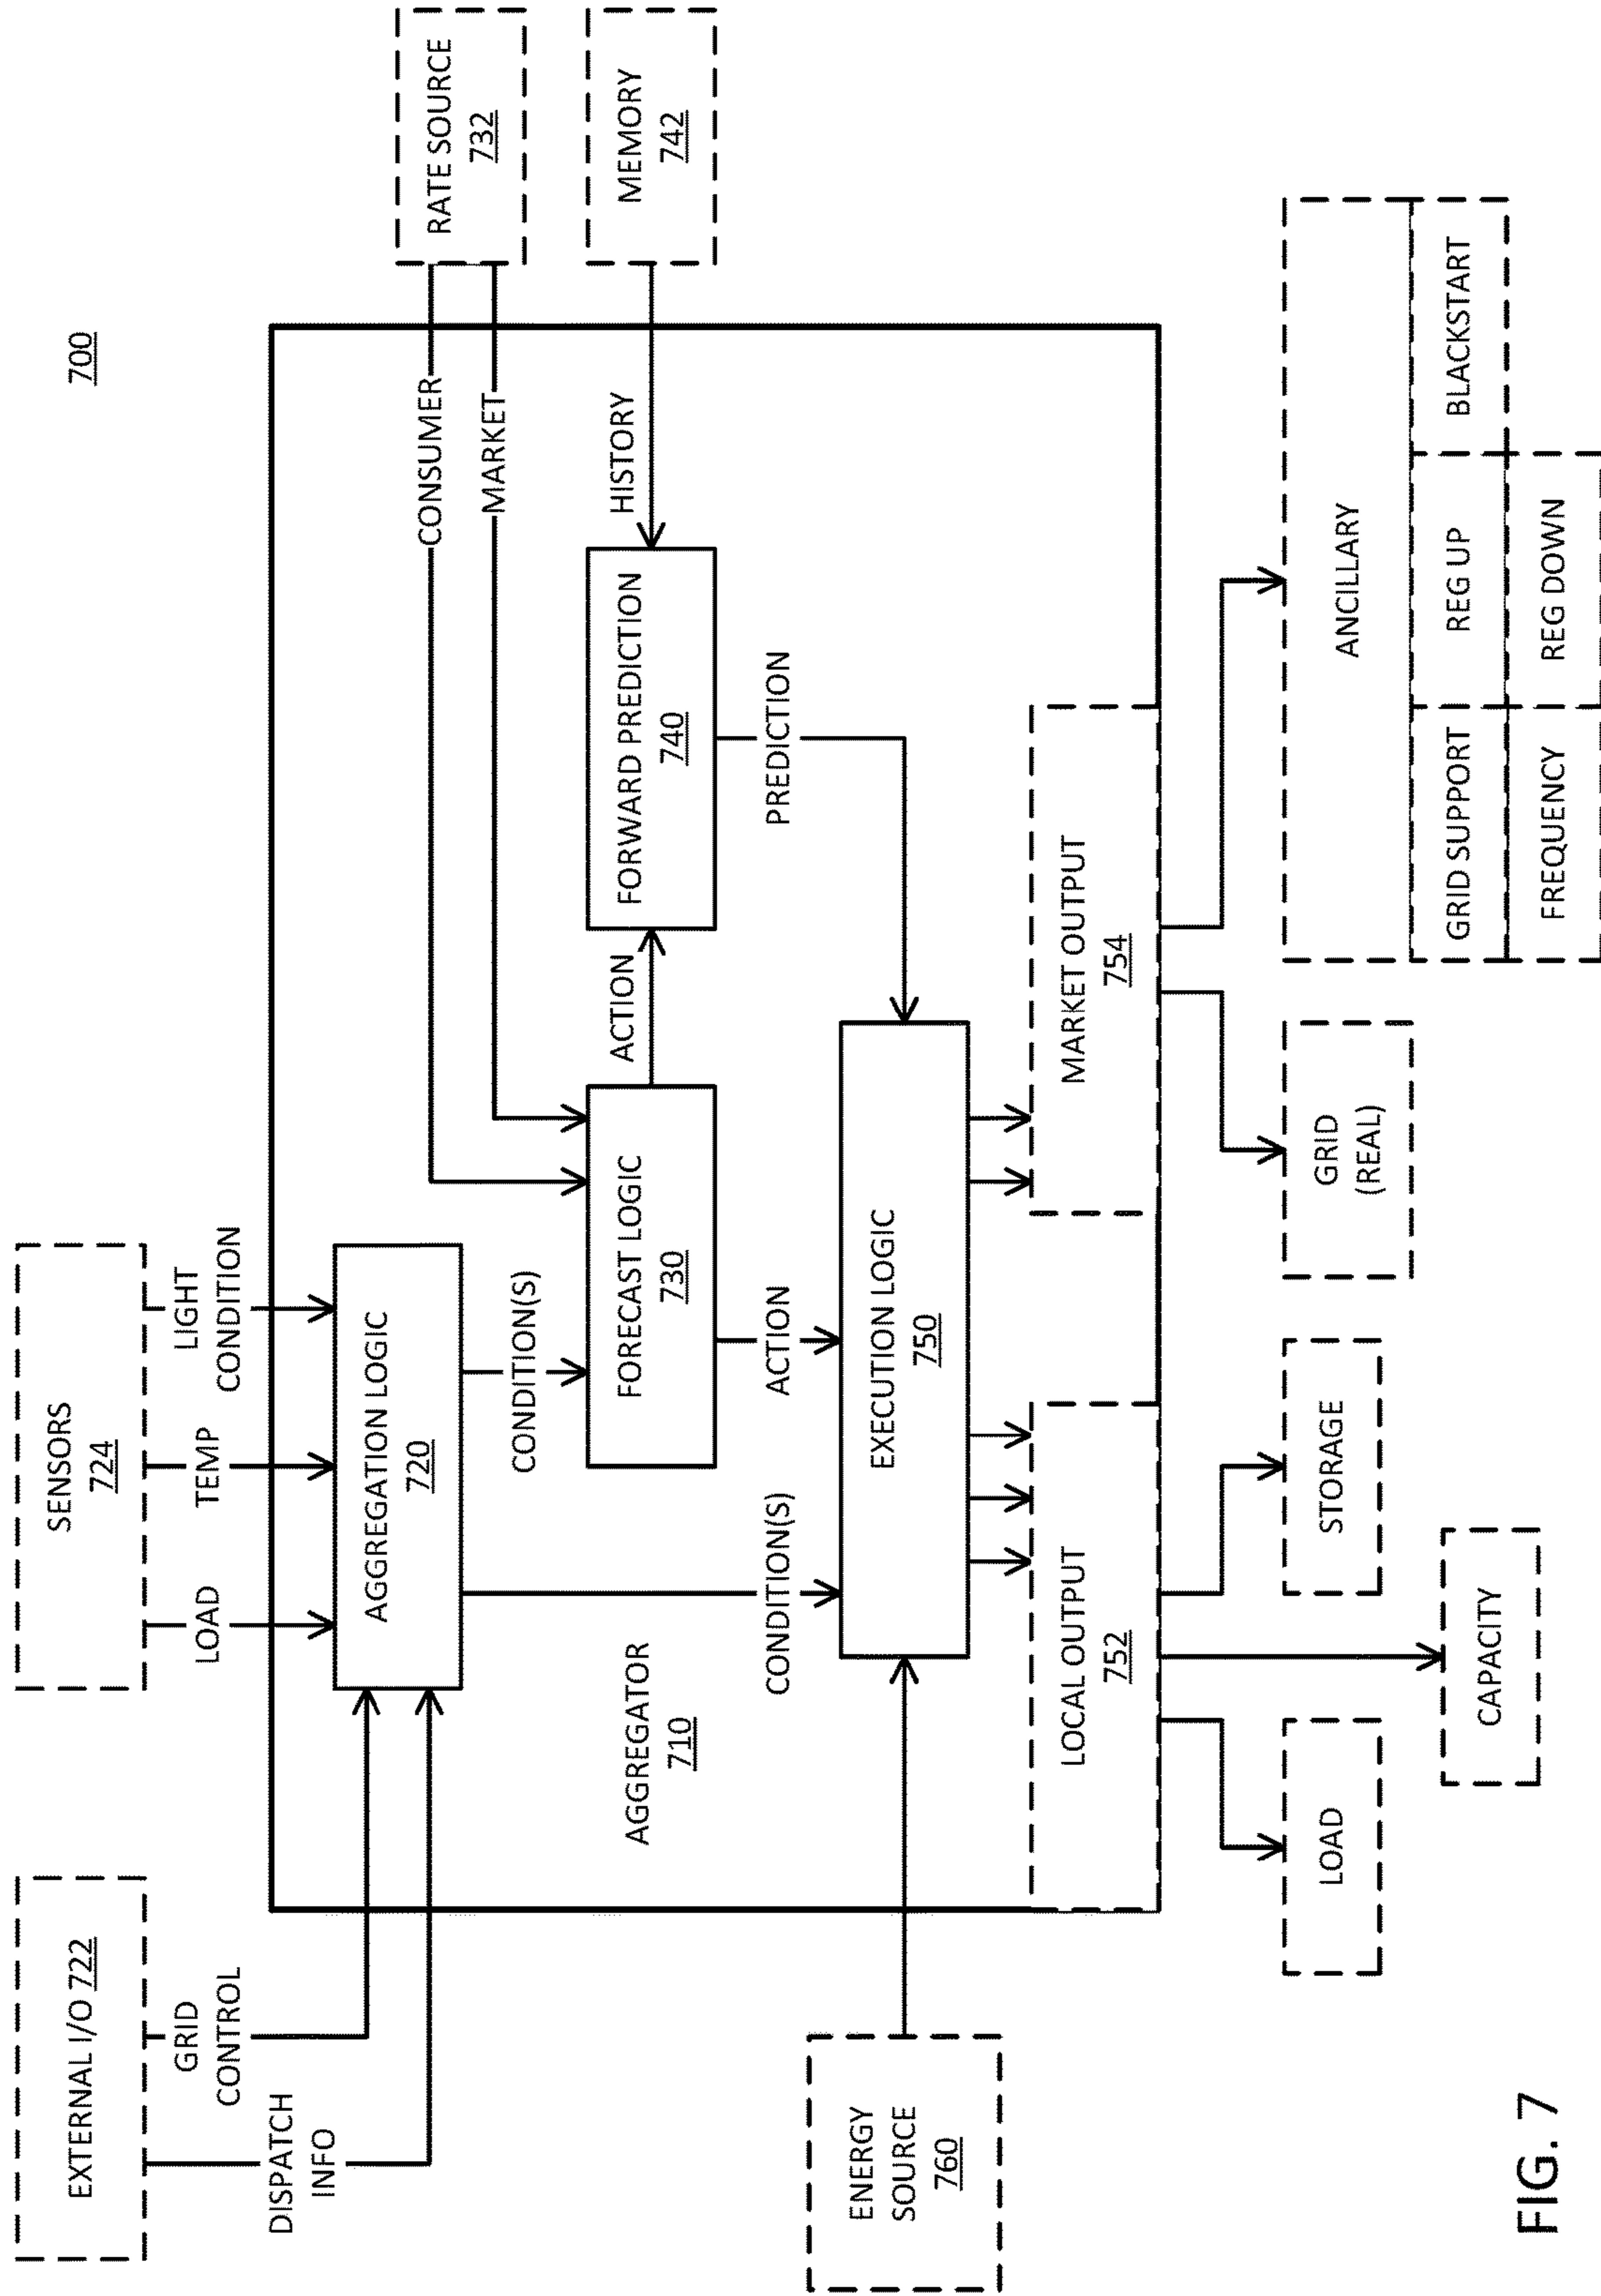 700
EXTERNAL I/O 722
SENSORS
724
GRID
CONTROL
DISPATCH
INFO
LOAD
TEMP
LIGHT
CONDITION
RATE SOURCE
732
CONSUMER
MARKET
MEMORY
742
HISTORY
AGGREGATION LOGIC
720
CONDITION(S)
FORECAST LOGIC
730
ACTION
FORWARD PREDICTION
740
AGGREGATOR
710
CONDITION(S)
ACTION
PREDICTION
ENERGY
SOURCE
760
EXECUTION LOGIC
750
LOCAL OUTPUT
752
MARKET OUTPUT
754
LOAD
CAPACITY
STORAGE
GRID
(REAL)
ANCILLARY
GRID SUPPORT
REG UP
BLACKSTART
FREQUENCY
REG DOWN
FIG. 7